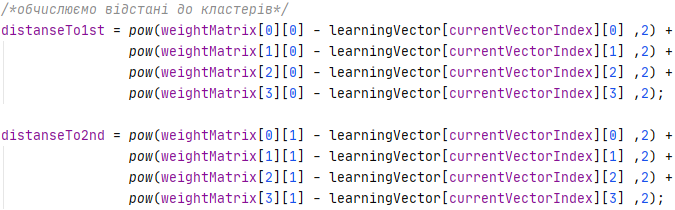 /*обчислюємо відстані до кластерів*/
distanseTo1st = pow(weightMatrix[0][0] - learningVector[currentVectorIndex][0] ,2) +
pow(weightMatrix[1][0] - learningVector[currentVectorIndex][1] ,2) +
pow(weightMatrix[2][0] - learningVector[currentVectorIndex][2] ,2) +
pow(weightMatrix[3][0] - learningVector[currentVectorIndex][3] ,2);
distanseTo2nd = pow(weightMatrix[0][1] - learningVector[currentVectorIndex][0] ,2) +
pow(weightMatrix[1][1] - learningVector[currentVectorIndex][1] ,2) +
pow(weightMatrix[2][1] - learningVector[currentVectorIndex][2] ,2) +
pow(weightMatrix[3][1] - learningVector[currentVectorIndex][3] ,2);